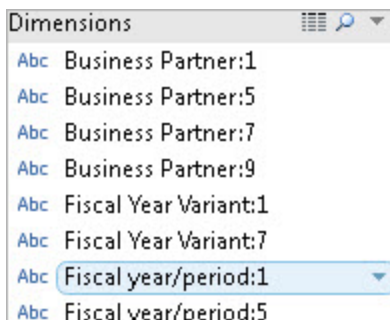 Dimensions
Abc Business Partner:1
Abc Business Partner:5
Abc Business Partner:7
Abc Business Partner:9
Abc Fiscal Year Variant:1
Abc Fiscal Year Variant:7
Abc Fiscal year/period:1
Abc Fiscal year/period:5